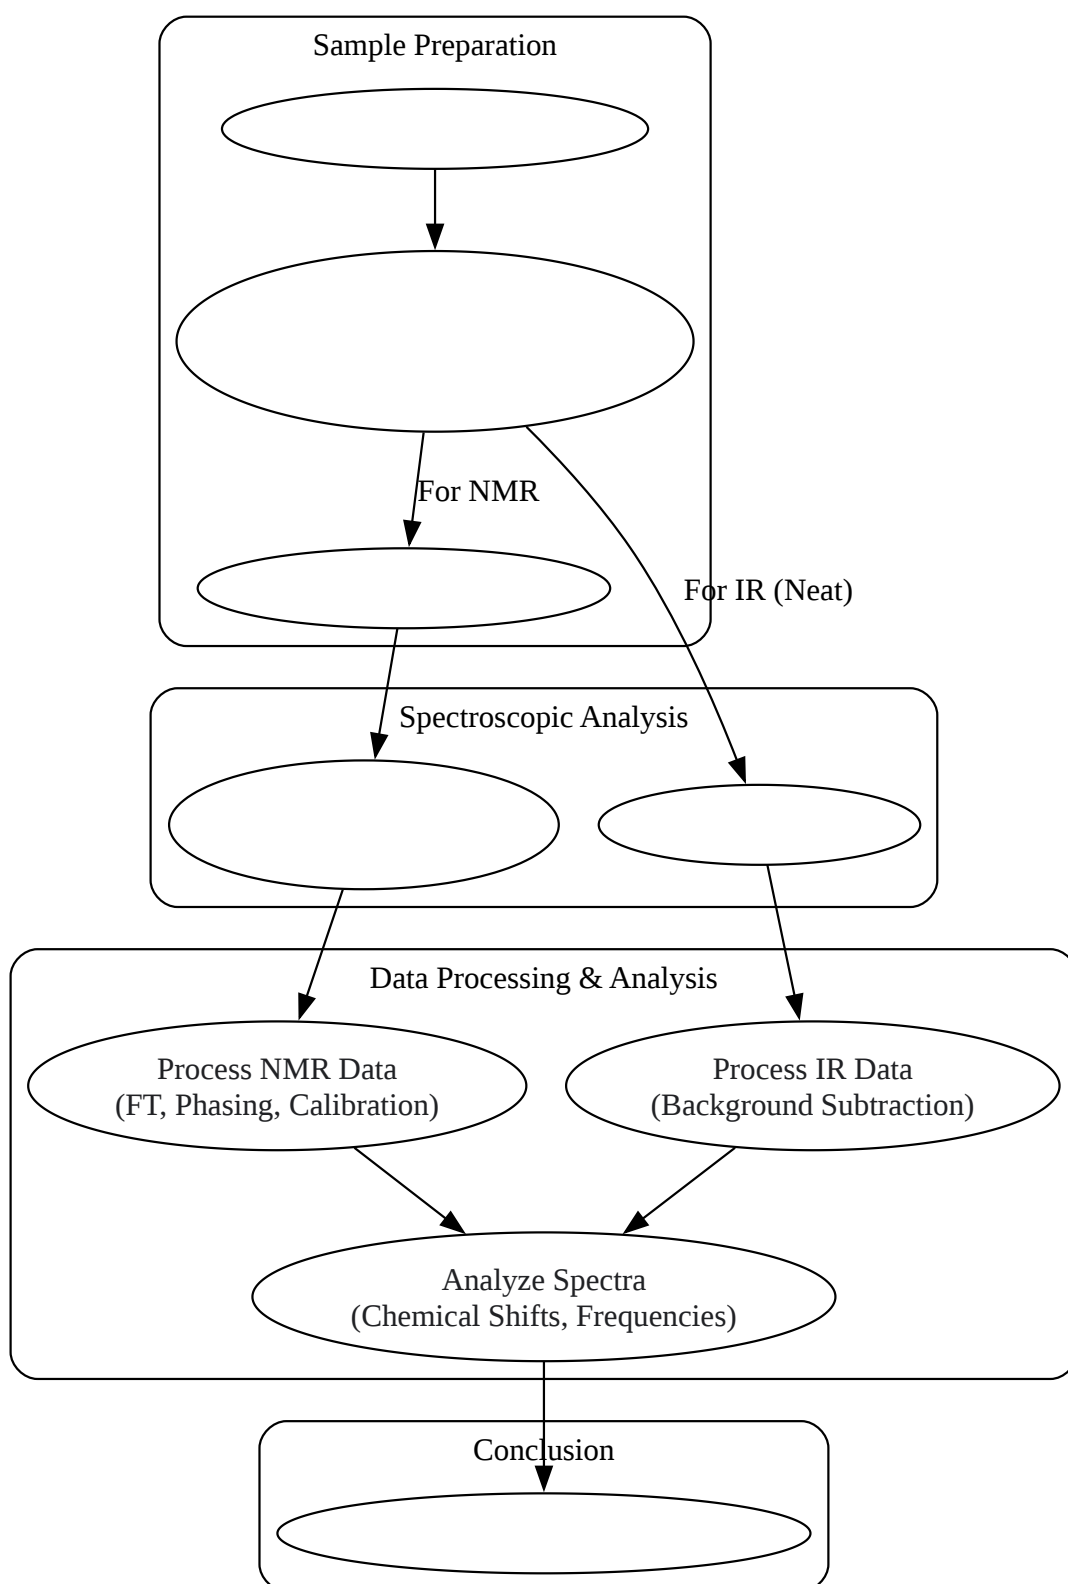 Sample Preparation
For NMR
For IR (Neat)
Spectroscopic Analysis
Data Processing & Analysis
Process NMR Data
(FT, Phasing, Calibration)
Process IR Data
(Background Subtraction)
Analyze Spectra
(Chemical Shifts, Frequencies)
Conclusion